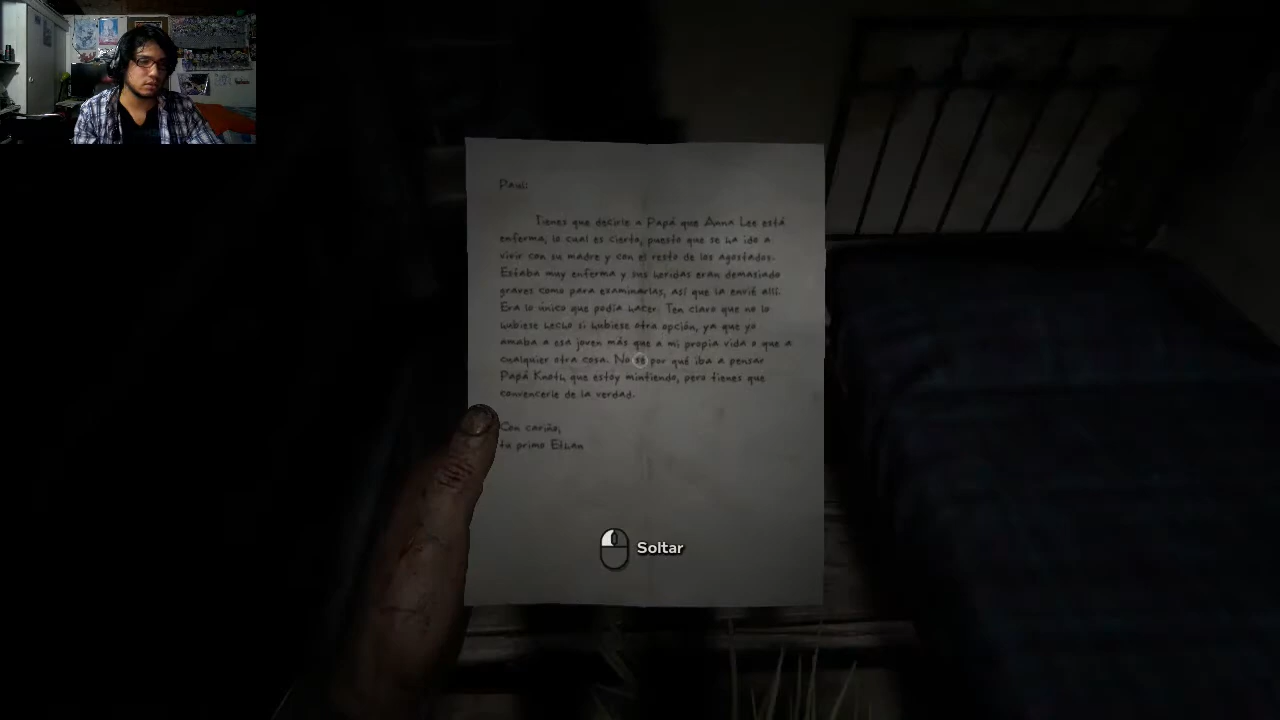 Paul:
Tienes que decirle a Papá que Anna Lee está
enferma, lo cual es cierto, puesto que se ha ido a
vivir con su madre y con el resto de los agostados.
Estaba muy enferma y sus heridas eran demasiado
graves como para examinarlas, así que la envié allí.
Era lo único que podía hacer. Ten claro que no lo
hubiese hecho si hubiese otra opción, ya que yo
amaba a esa joven más que a mi propia vida o que a
cualquier otra cosa. No sé por qué iba a pensar
Papá Knoth que estoy mintiendo, pero tienes que
convencerle de la verdad.
Con cariño,
tu primo Ethan
Soltar